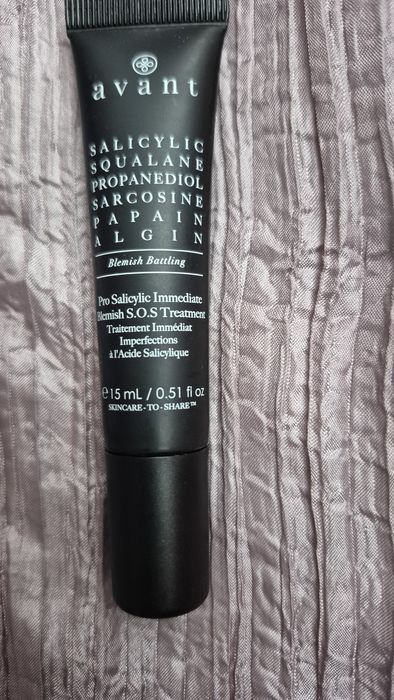 avant
SALICYLIC
SQUALANE
PROPANEDIOL
SARCOSINE
PAPAIN
ALGIN
Blemish Battling
Pro Salicylic Immediate
Blemish S.O.S Treatment
Traitement Immédiat
Imperfections
à l'Acide Salicylique
℮15 mL / 0.51 fl oz
SKINCARE-TO-SHARE™